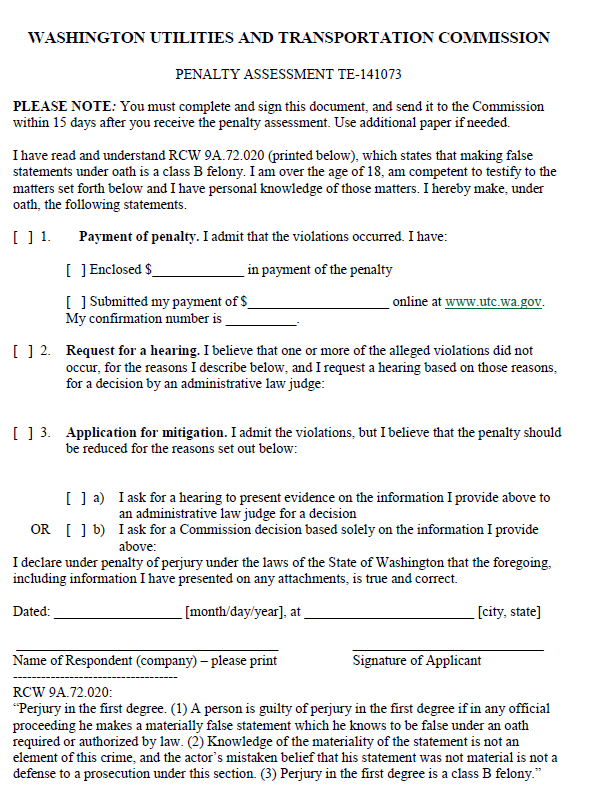 WASHINGTON UTILITIES AND TRANSPORTATION COMMISSION
PENALTY ASSESSMENT TE-141073
PLEASE NOTE: You must complete and sign this document, and send it to the Commission
within 15 days after you receive the penalty assessment. Use additional paper if needed.
I have read and understand RCW 9A.72.020 (printed below), which states that making false
statements under oath is a class B felony. I am over the age of 18, am competent to testify to the
matters set forth below and I have personal knowledge of those matters. I hereby make, under
oath, the following statements.
[ ] 1. Payment of penalty. I admit that the violations occurred. I have:
[ ] Enclosed $______________ in payment of the penalty
[ ] Submitted my payment of $_____________________ online at www.utc.wa.gov.
My confirmation number is ___________.
[ ] 2. Request for a hearing. I believe that one or more of the alleged violations did not
occur, for the reasons I describe below, and I request a hearing based on those reasons,
for a decision by an administrative law judge:
[ ] 3. Application for mitigation. I admit the violations, but I believe that the penalty should
be reduced for the reasons set out below:
[ ] a) I ask for a hearing to present evidence on the information I provide above to
an administrative law judge for a decision
OR [ ] b) I ask for a Commission decision based solely on the information I provide
above:
I declare under penalty of perjury under the laws of the State of Washington that the foregoing,
including information I have presented on any attachments, is true and correct.
Dated: ___________________ [month/day/year], at _________________________ [city, state]
_______________________________________ ____________________________
Name of Respondent (company) – please print Signature of Applicant
-----------------------------------
RCW 9A.72.020:
“Perjury in the first degree. (1) A person is guilty of perjury in the first degree if in any official
proceeding he makes a materially false statement which he knows to be false under an oath
required or authorized by law. (2) Knowledge of the materiality of the statement is not an
element of this crime, and the actor’s mistaken belief that his statement was not material is not a
defense to a prosecution under this section. (3) Perjury in the first degree is a class B felony.”